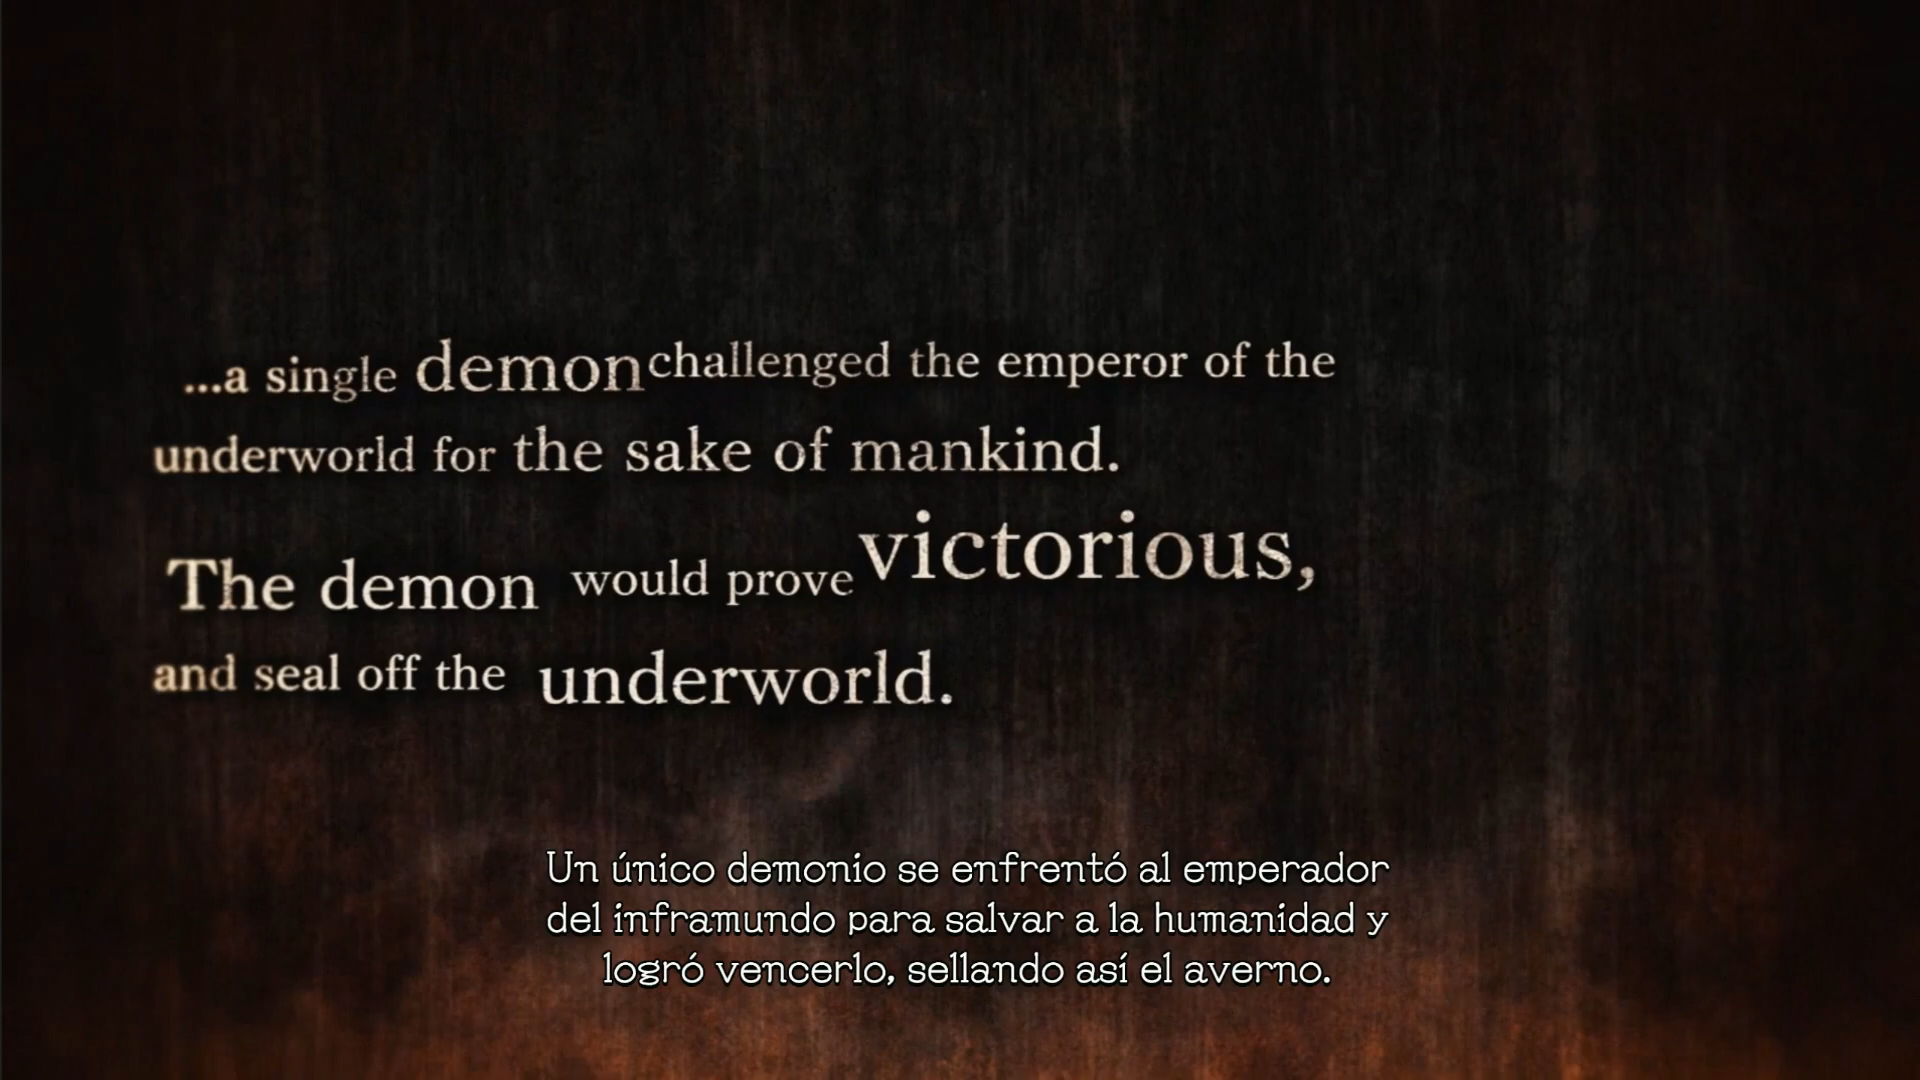 ...a single demon challenged the emperor of the
underworld for the sake of mankind.
The demon would prove victorious,
and seal off the underworld.
Un único demonio se enfrentó al emperador
del inframundo para salvar a la humanidad y
logró vencerlo, sellando así el averno.